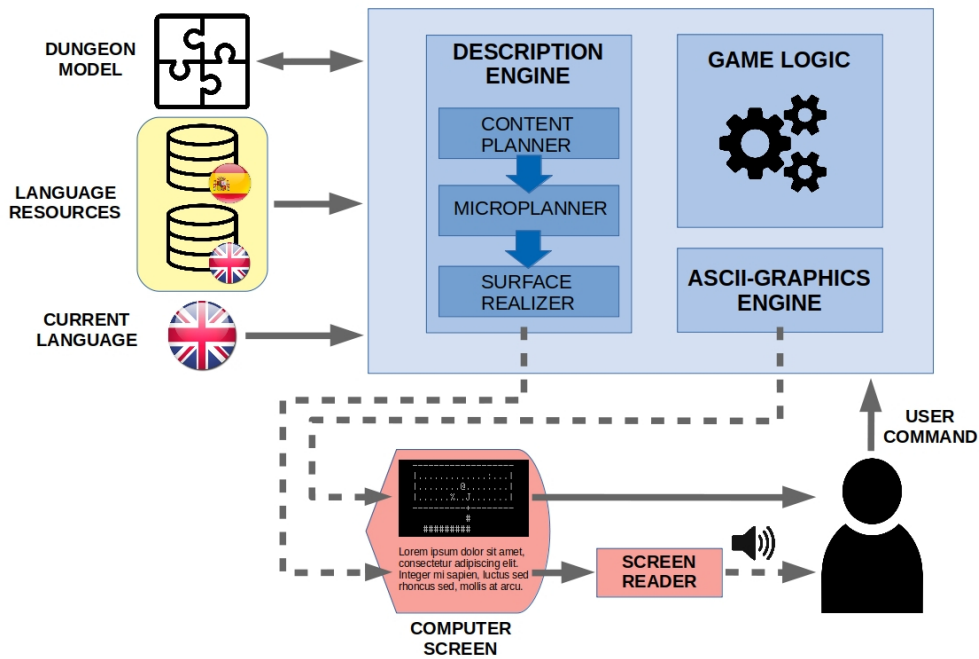 DUNGEON
MODEL
LANGUAGE
RESOURCES
CURRENT
LANGUAGE
DESCRIPTION
ENGINE
CONTENT
PLANNER
MICROPLANNER
SURFACE
REALIZER
GAME LOGIC
ASCII-GRAPHICS
ENGINE
USER
COMMAND
Lorem ipsum dolor sit amet,
consectetur adipiscing elit.
Integer mi sapien, luctus sed
rhoncus sed, mollis at arcu.
SCREEN
READER
COMPUTER
SCREEN